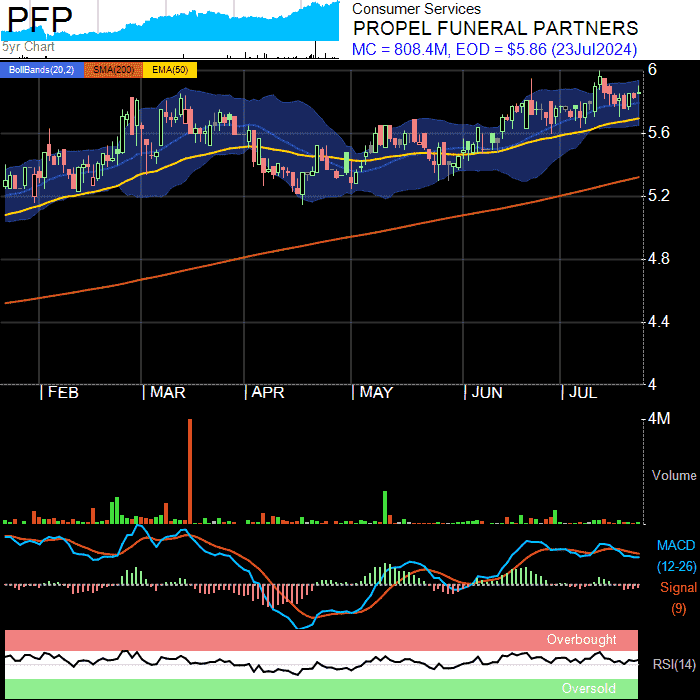 PFP
5yr Chart
Consumer Services
PROPEL FUNERAL PARTNERS
MC = 808.4M, EOD = $5.86 (23Jul2024)
BollBands(20,2) SMA(200) EMA(50)
6
5.6
5.2
4.8
4.4
4
FEB MAR APR MAY JUN JUL
4M
Volume
MACD
(12-26)
Signal
(9)
Overbought
RSI(14)
Oversold